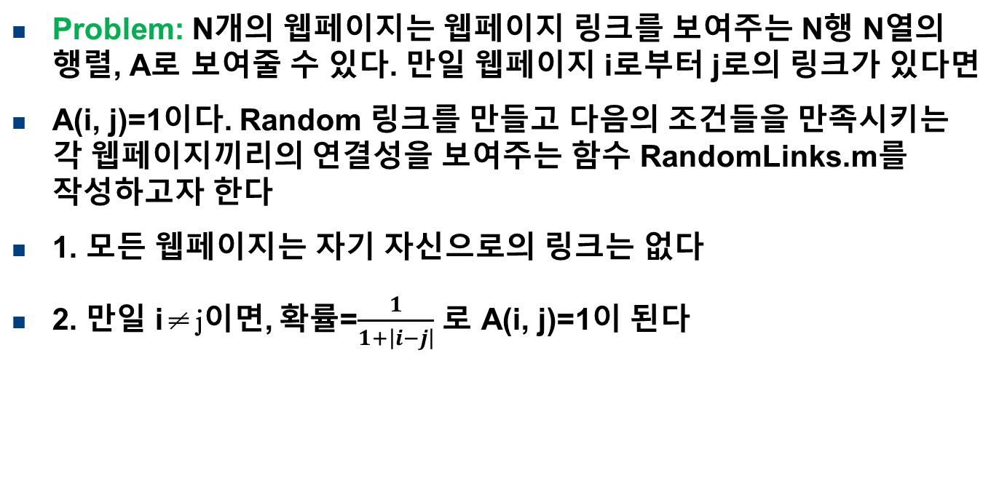 ▪ Problem: N개의 웹페이지는 웹페이지 링크를 보여주는 N행 N열의
행렬, A로 보여줄 수 있다. 만일 웹페이지 i로부터 j로의 링크가 있다면
▪ A(i, j)=1이다. Random 링크를 만들고 다음의 조건들을 만족시키는
각 웹페이지끼리의 연결성을 보여주는 함수 RandomLinks.m를
작성하고자 한다
▪ 1. 모든 웹페이지는 자기 자신으로의 링크는 없다
▪ 2. 만일 i≠j이면, 확률=1/(1+|i−j|) 로 A(i, j)=1이 된다